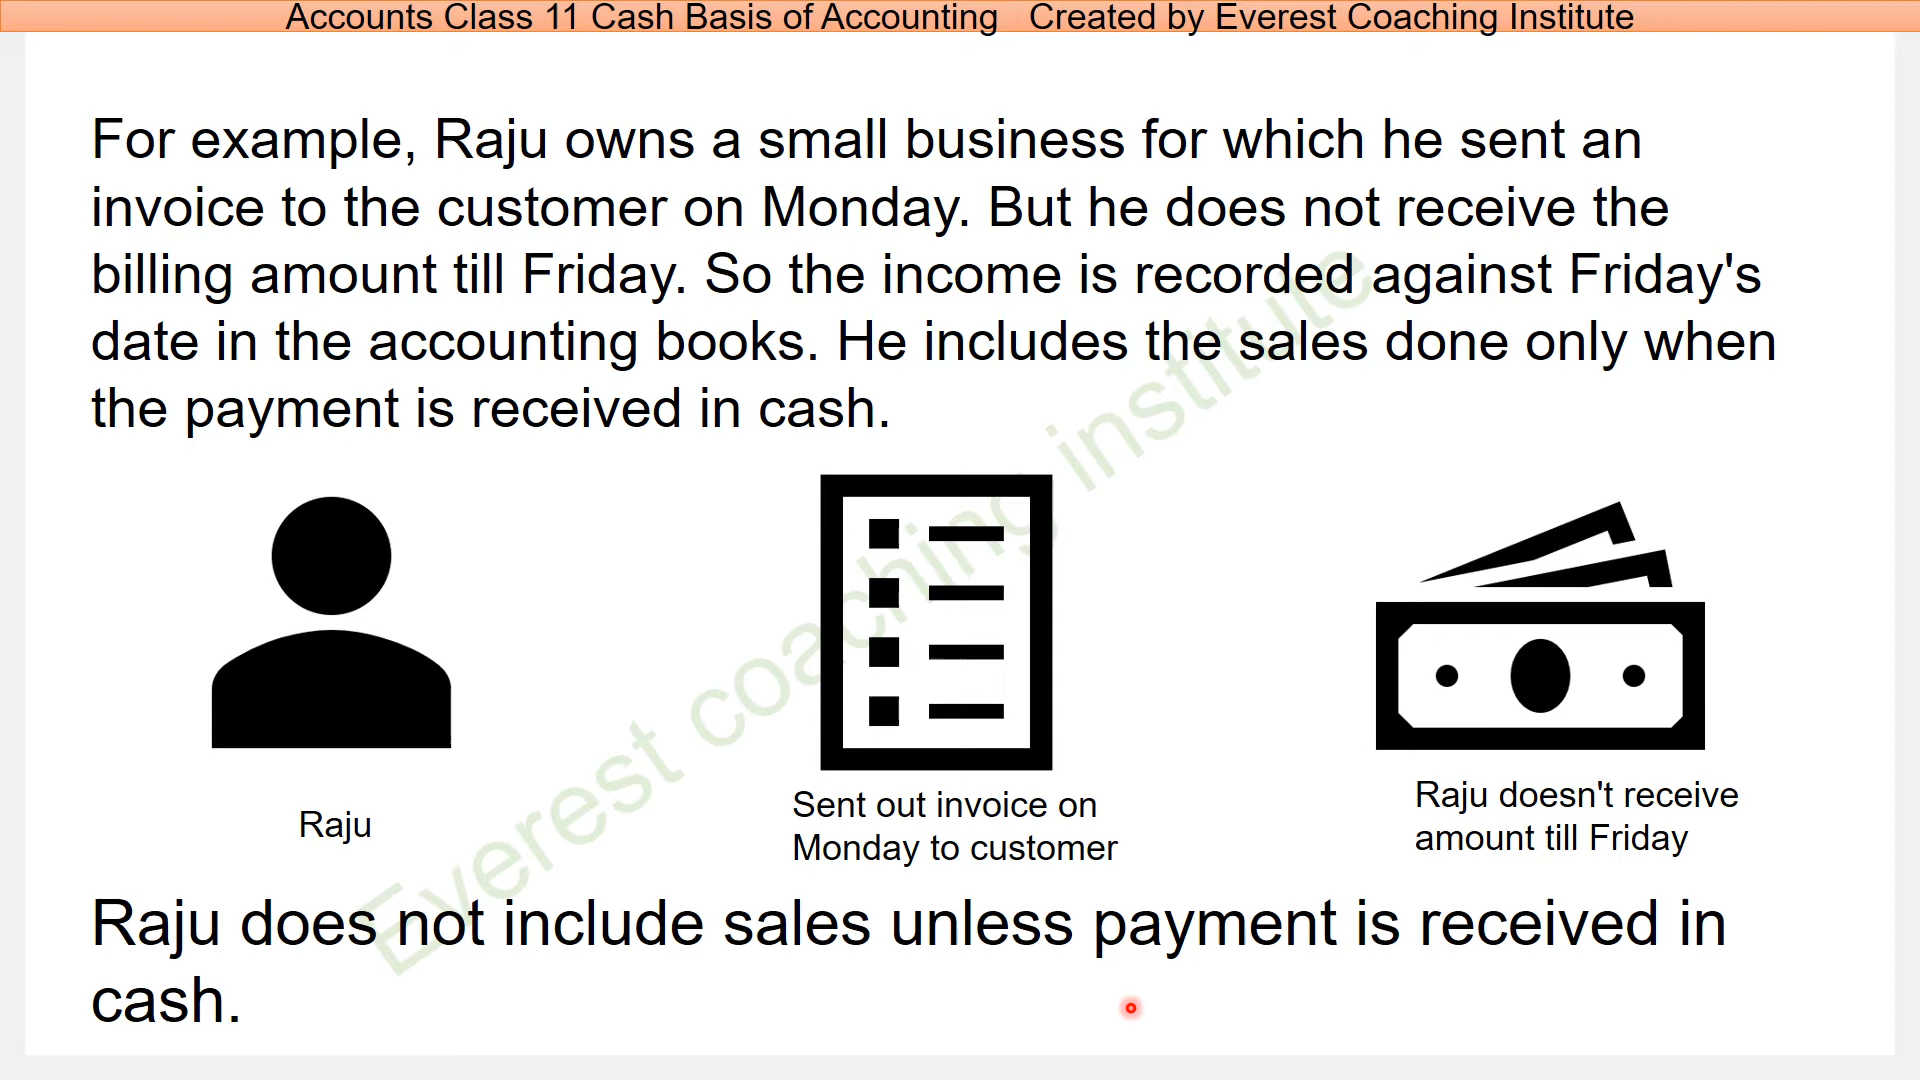 Accounts Class 11 Cash Basis of Accounting   Created by Everest Coaching Institute
For example, Raju owns a small business for which he sent an
invoice to the customer on Monday. But he does not receive the
billing amount till Friday. So the income is recorded against Friday's
date in the accounting books. He includes the sales done only when
the payment is received in cash.
Everest coaching institute
Raju
Sent out invoice on
Monday to customer
Raju doesn't receive
amount till Friday
Raju does not include sales unless payment is received in
cash.